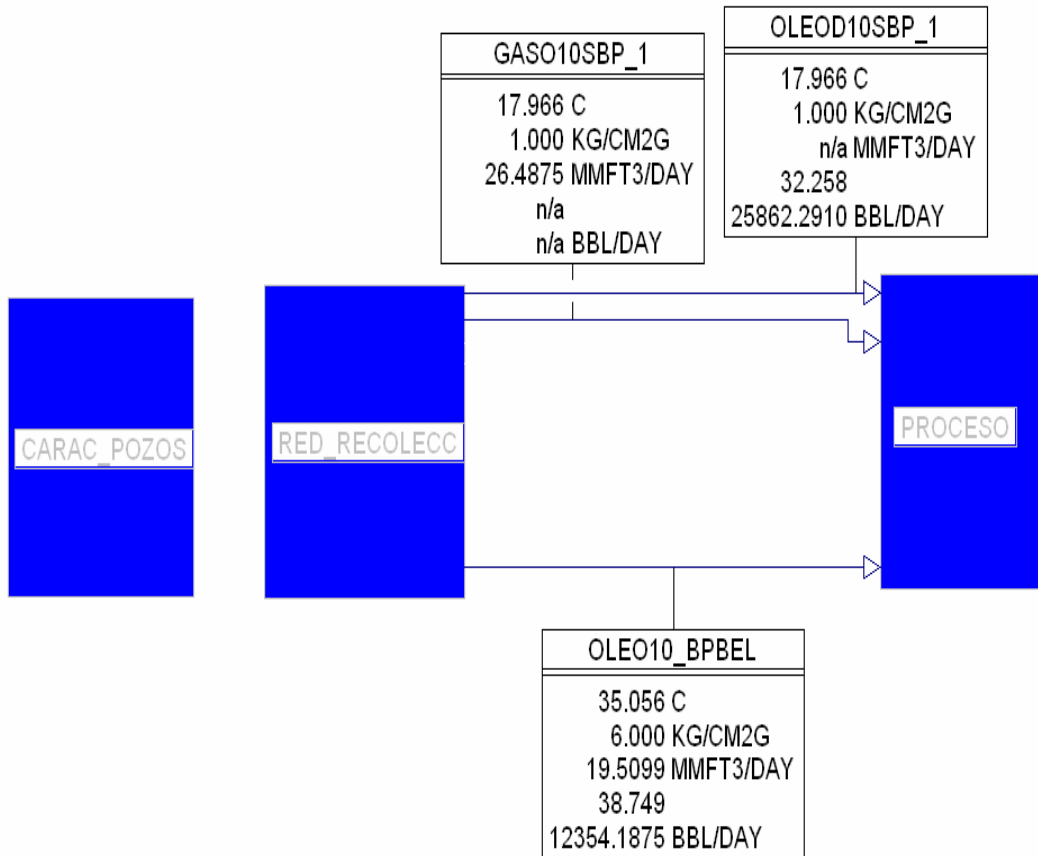 OLEOD10SBP_1
17.966 C
1.000 KG/CM2G
n/a MMFT3/DAY
32.258
25862.2910 BBL/DAY
GASO10SBP_1
17.966 C
1.000 KG/CM2G
26.4875 MMFT3/DAY
n/a
n/a BBL/DAY
CARAC_POZOS
RED_RECOLECC
PROCESO
OLEO10_BPBEL
35.056 C
6.000 KG/CM2G
19.5099 MMFT3/DAY
38.749
12354.1875 BBL/DAY